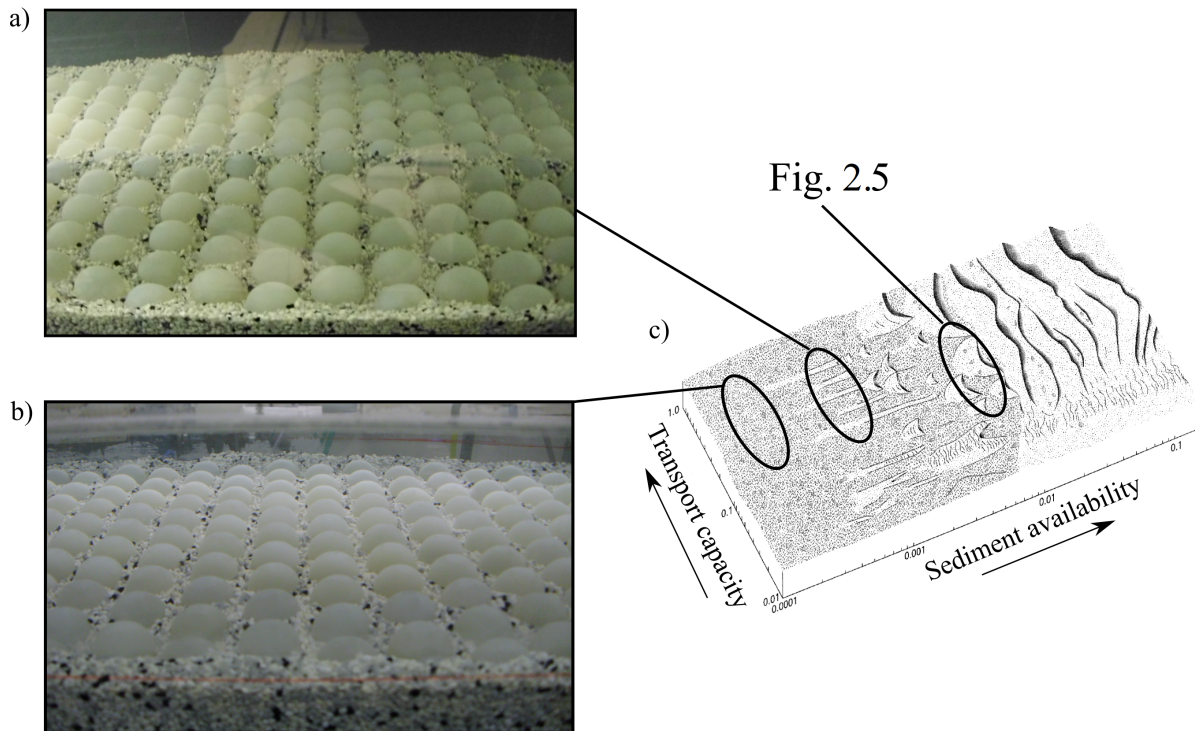 a)
b)
Fig. 2.5
c)
1.0
0.1
0.01
0.0001
0.001
0.01
0.1
Transport capacity
Sediment availability